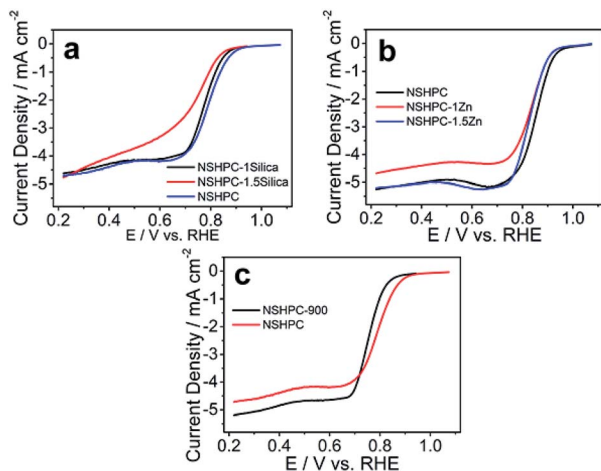 a
0
-1
-2
-3
-4
-5
Current Density / mA cm-2
NSHPC-1Silica
NSHPC-1.5Silica
NSHPC
0.2 0.4 0.6 0.8 1.0
E / V vs. RHE
b
0
-1
-2
-3
-4
-5
Current Density / mA cm-2
NSHPC
NSHPC-1Zn
NSHPC-1.5Zn
0.2 0.4 0.6 0.8 1.0
E / V vs. RHE
c
0
-1
-2
-3
-4
-5
Current Density / mA cm-2
NSHPC-900
NSHPC
0.2 0.4 0.6 0.8 1.0
E / V vs. RHE